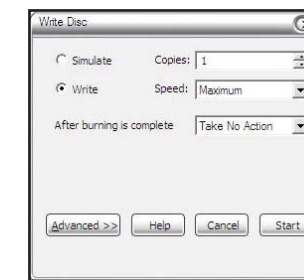 Write Disc
Simulate Copies: 1
Write Speed: Maximum
After burning is complete Take No Action
Advanced >> Help Cancel Start